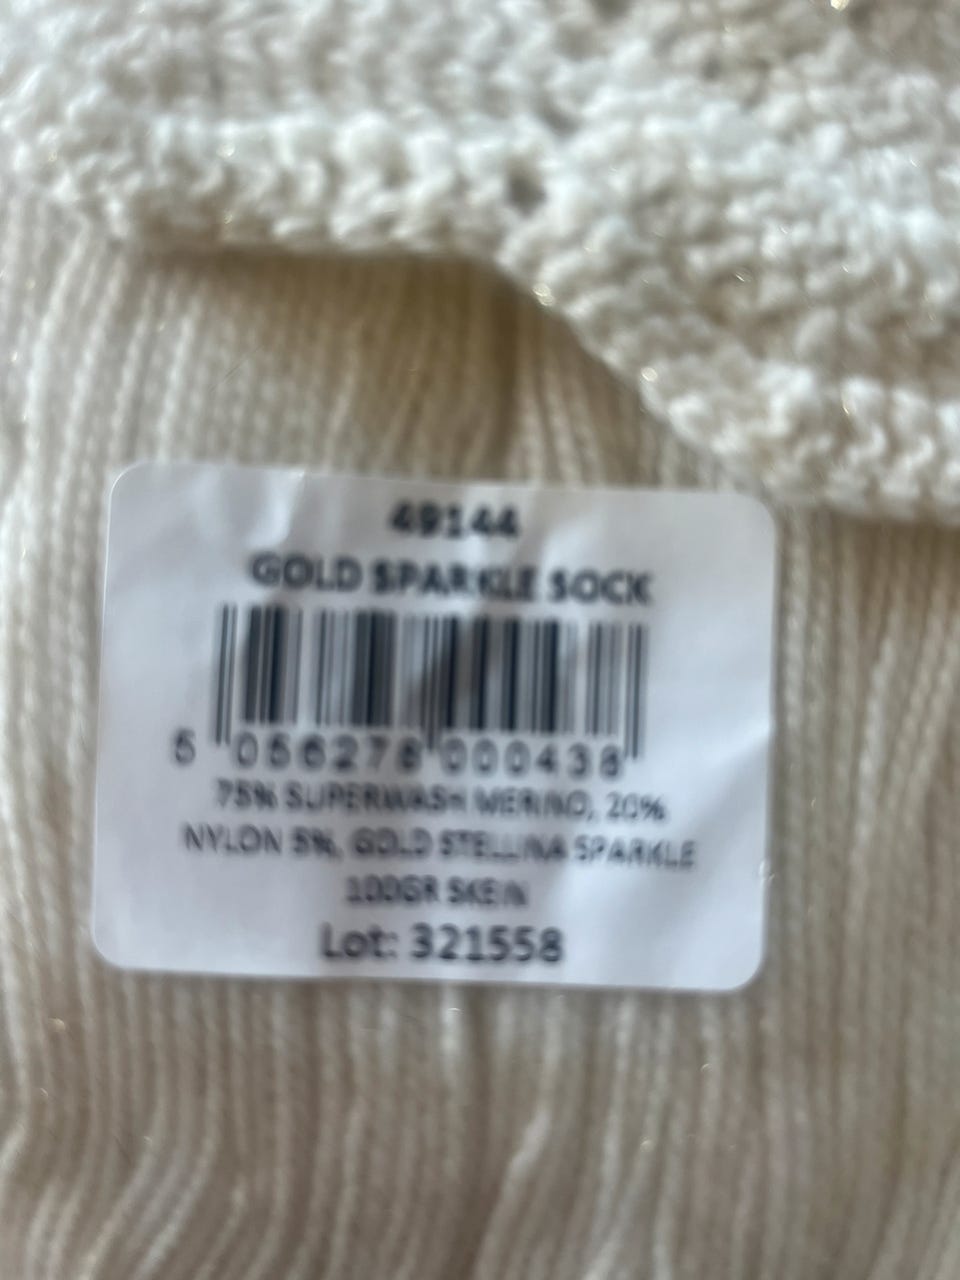 49144
GOLD SPARKLE SOCK
5 056278 000438
75% SUPERWASH MERINO, 20%
NYLON 5%, GOLD STELLINA SPARKLE
100GR SKEIN
Lot: 321558